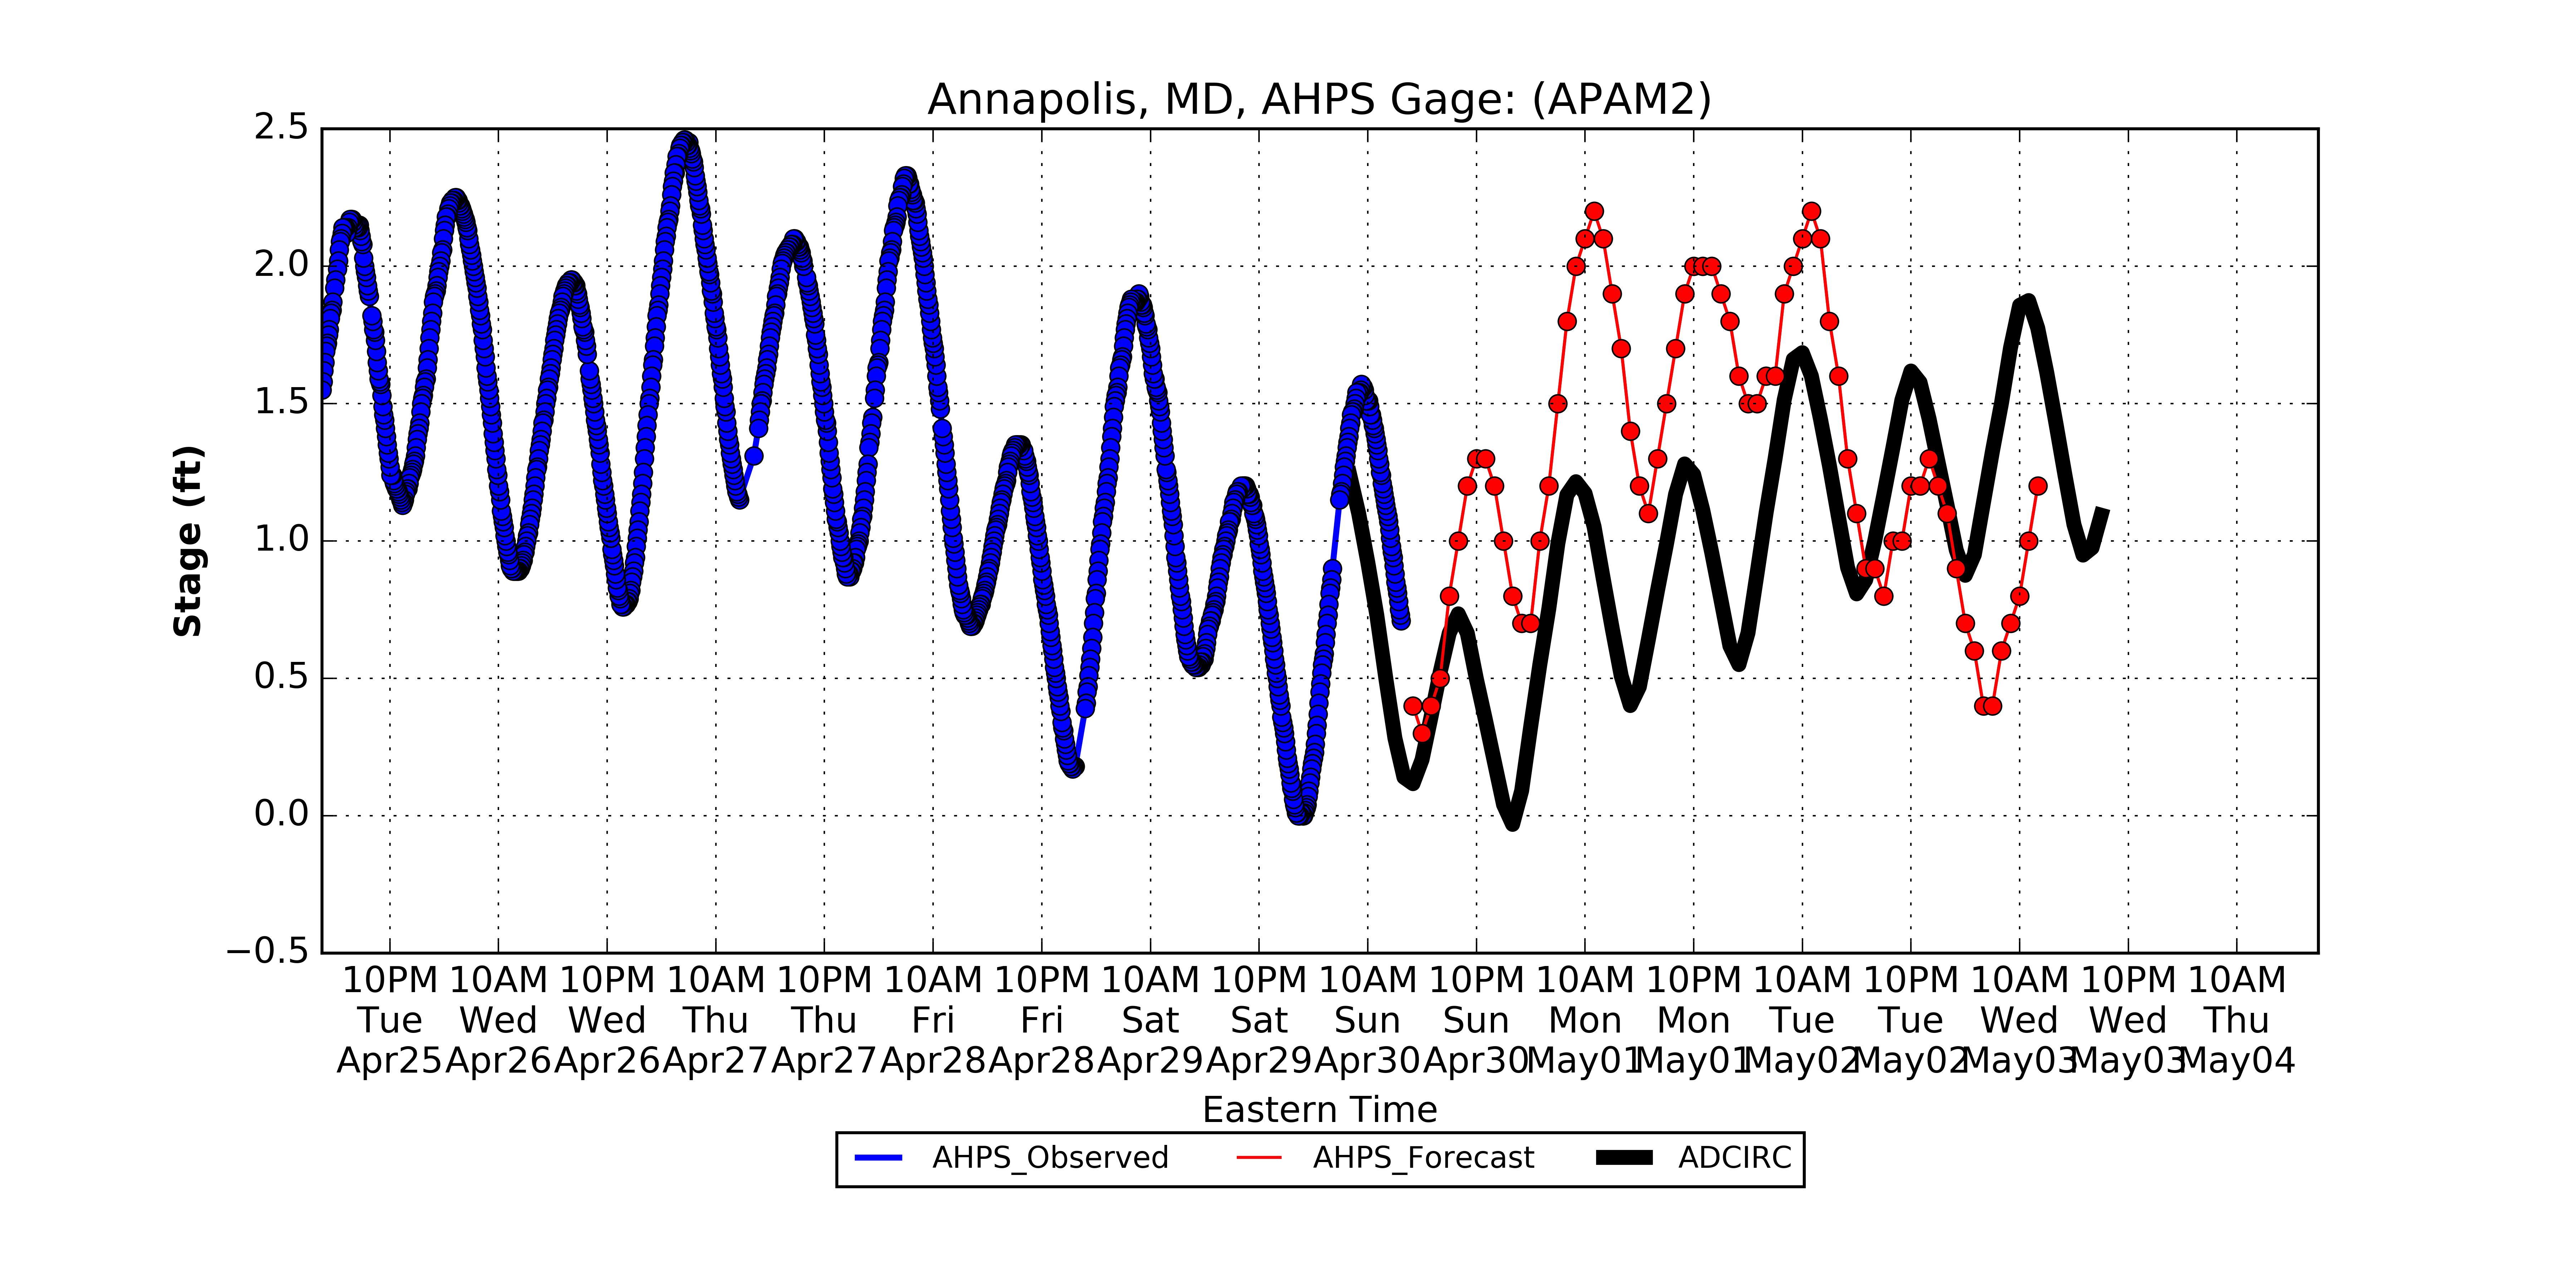 Annapolis, MD, AHPS Gage: (APAM2)
Stage (ft)
2.5
2.0
1.5
1.0
0.5
0.0
−0.5
10PM 10AM 10PM 10AM 10PM 10AM 10PM 10AM 10PM 10AM 10PM 10AM 10PM 10AM 10PM 10AM 10PM 10AM
Tue Wed Wed Thu Thu Fri Fri Sat Sat Sun Sun Mon Mon Tue Tue Wed Wed Thu
Apr25 Apr26 Apr26 Apr27 Apr27 Apr28 Apr28 Apr29 Apr29 Apr30 Apr30 May01 May01 May02 May02 May03 May03 May04
Eastern Time
AHPS_Observed AHPS_Forecast ADCIRC